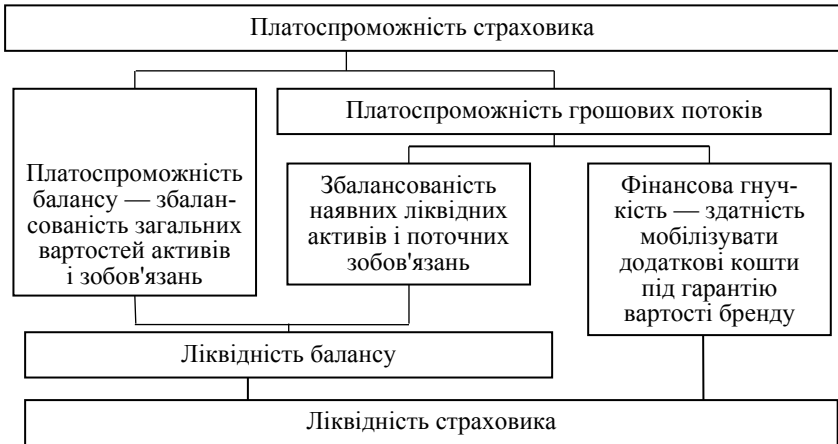 Платоспроможність страховика
Платоспроможність грошових потоків
Платоспроможність
балансу — збалан-
сованість загальних
вартостей активів
і зобов'язань
Збалансованість
наявних ліквідних
активів і поточних
зобов'язань
Фінансова гнуч-
кість — здатність
мобілізувати
додаткові кошти
під гарантію
вартості бренду
Ліквідність балансу
Ліквідність страховика